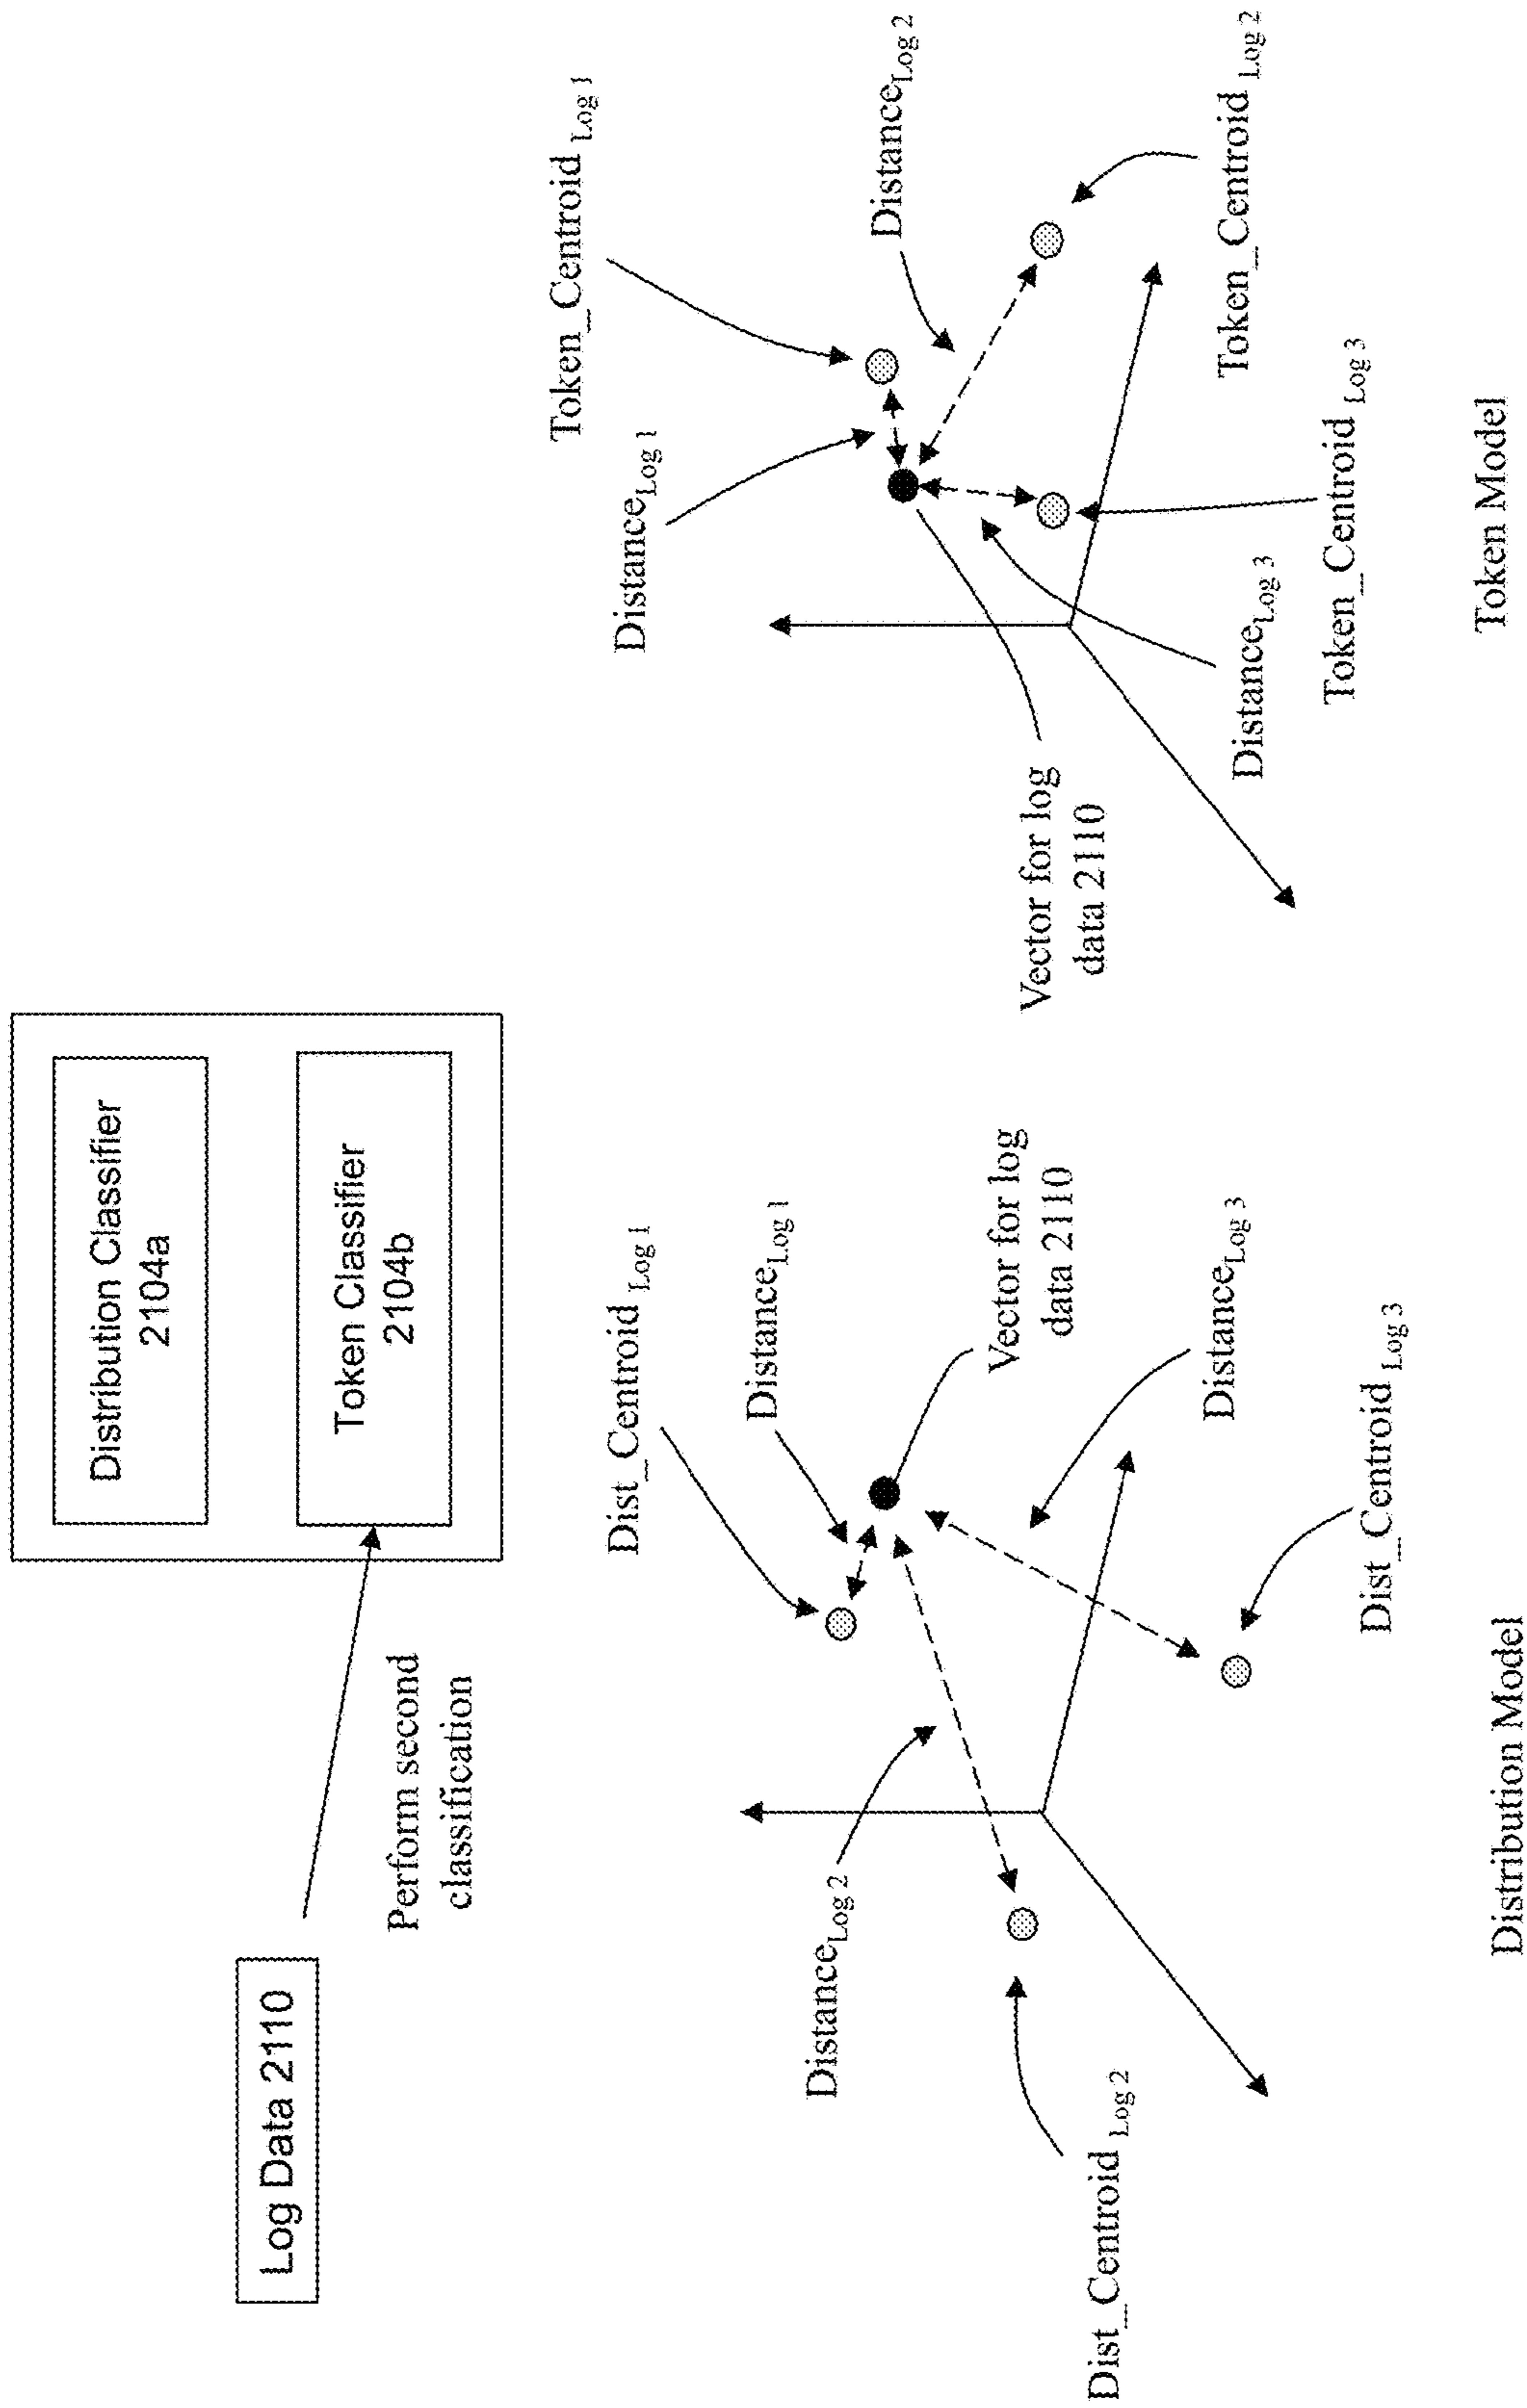 Distribution Classifier
2104a
Log Data 2110
Token Classifier
2104b
Perform second
classification
Dist_Centroid Log 1
Distance Log 1
Distance Log 2
Vector for log
data 2110
Dist_Centroid Log 2
Distance Log 3
Dist_Centroid Log 3
Distribution Model
Token_Centroid Log 1
Distance Log 1
Distance Log 2
Vector for log
data 2110
Token_Centroid Log 2
Distance Log 3
Token_Centroid Log 3
Token Model